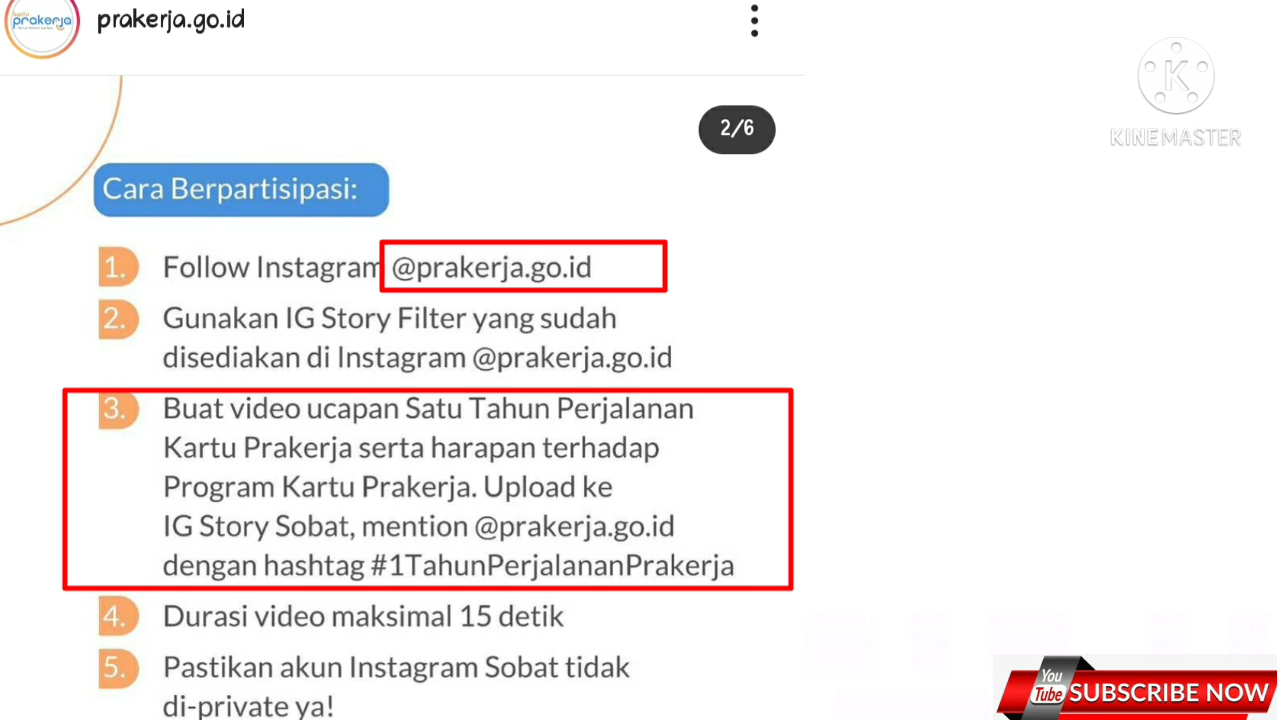 kartu
prakerja
prakerja.go.id
2/6
K
KINEMASTER
Cara Berpartisipasi:
1. Follow Instagram @prakerja.go.id
2. Gunakan IG Story Filter yang sudah
disediakan di Instagram @prakerja.go.id
3. Buat video ucapan Satu Tahun Perjalanan
Kartu Prakerja serta harapan terhadap
Program Kartu Prakerja. Upload ke
IG Story Sobat, mention @prakerja.go.id
dengan hashtag #1TahunPerjalananPrakerja
4. Durasi video maksimal 15 detik
5. Pastikan akun Instagram Sobat tidak
di-private ya!
You
Tube
SUBSCRIBE NOW